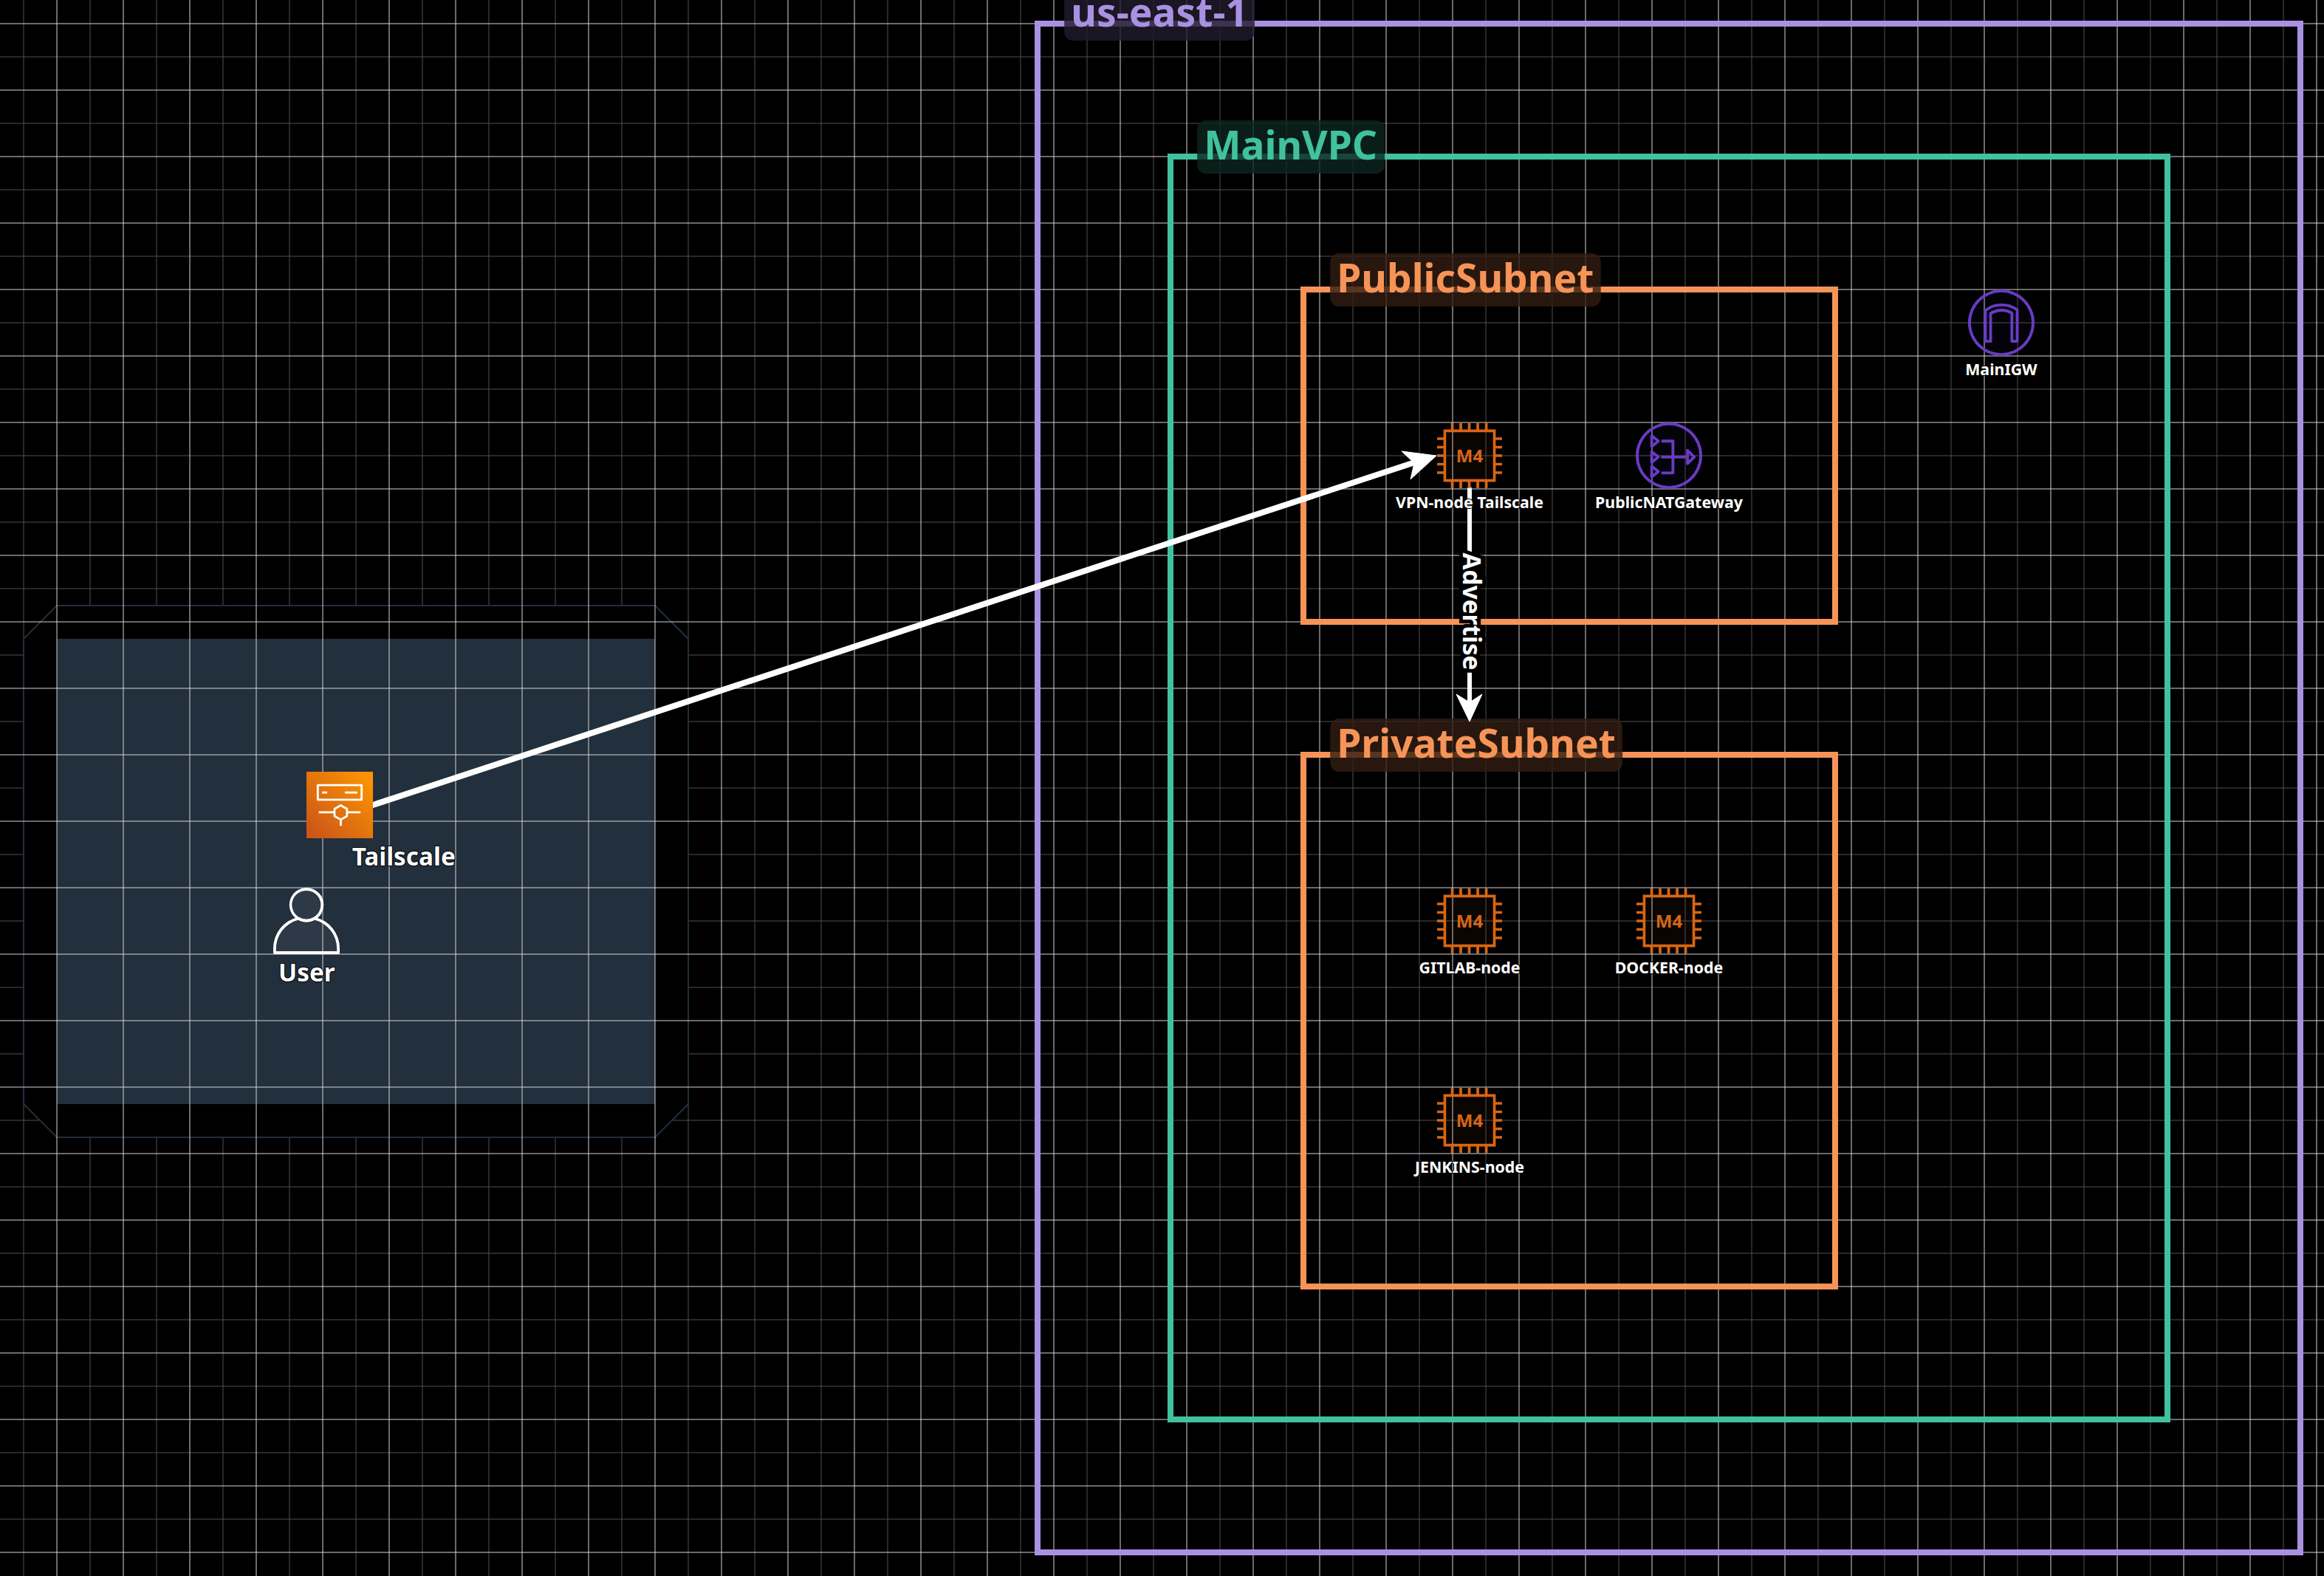 us-east-1
MainVPC
PublicSubnet
MainIGW
M4
VPN-node Tailscale
PublicNATGateway
Advertise
PrivateSubnet
Tailscale
User
M4
GITLAB-node
M4
DOCKER-node
M4
JENKINS-node